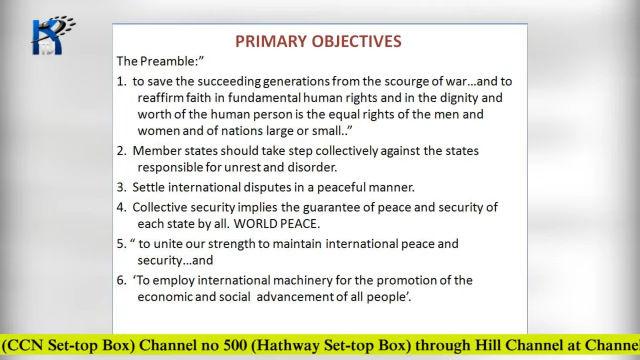 PRIMARY OBJECTIVES
The Preamble:”
1. to save the succeeding generations from the scourge of war…and to
reaffirm faith in fundamental human rights and in the dignity and
worth of the human person is the equal rights of the men and
women and of nations large or small..”
2. Member states should take step collectively against the states
responsible for unrest and disorder.
3. Settle international disputes in a peaceful manner.
4. Collective security implies the guarantee of peace and security of
each state by all. WORLD PEACE.
5. “ to unite our strength to maintain international peace and
security…and
6. ‘To employ international machinery for the promotion of the
economic and social advancement of all people’.
(CCN Set-top Box) Channel no 500 (Hathway Set-top Box) through Hill Channel at Channe